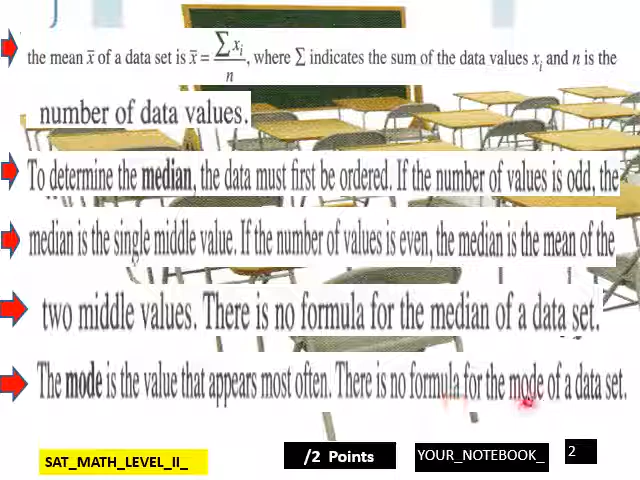 the mean x̄ of a data set is x̄ = ∑xᵢ / n, where ∑ indicates the sum of the data values xᵢ and n is the
number of data values.
To determine the median, the data must first be ordered. If the number of values is odd, the
median is the single middle value. If the number of values is even, the median is the mean of the
two middle values. There is no formula for the median of a data set.
The mode is the value that appears most often. There is no formula for the mode of a data set.
SAT_MATH_LEVEL_II_ /2 Points YOUR_NOTEBOOK_ 2